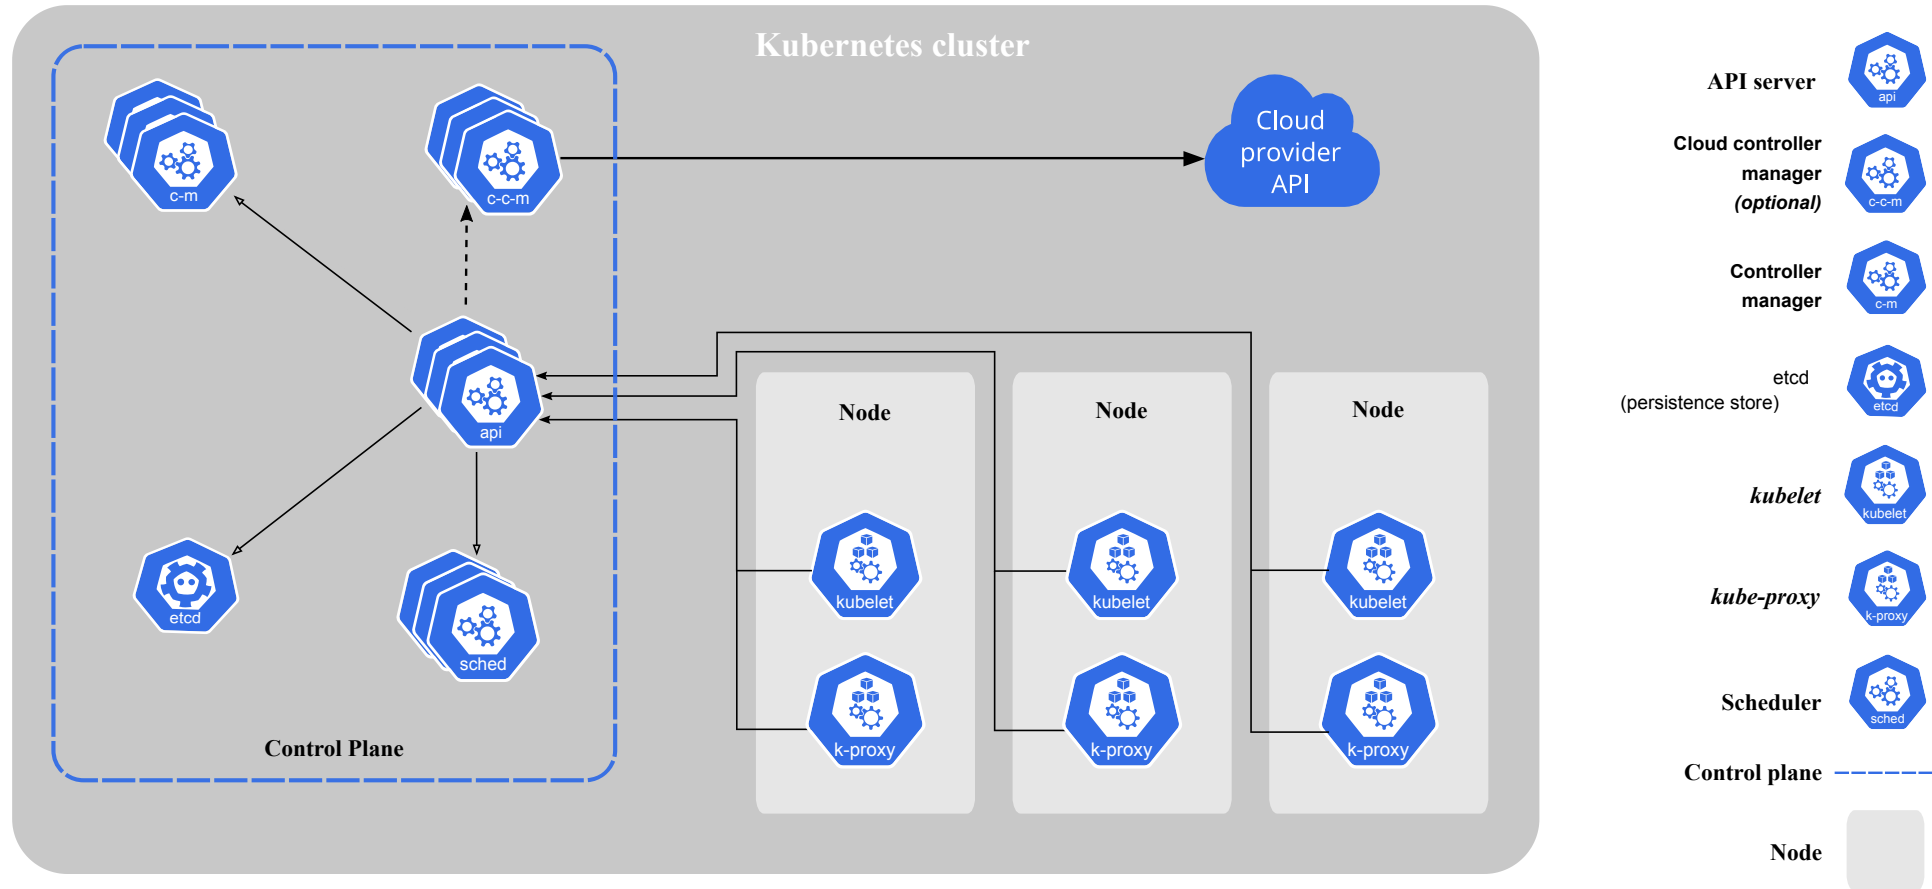 Kubernetes cluster
c-m
c-c-m
Cloud
provider
API
api
etcd
sched
Control Plane
Node
Node
Node
kubelet
kubelet
kubelet
k-proxy
k-proxy
k-proxy
API server
api
Cloud controller
manager
(optional)
c-c-m
Controller
manager
c-m
etcd
(persistence store)
etcd
kubelet
kubelet
kube-proxy
k-proxy
Scheduler
sched
Control plane
Node